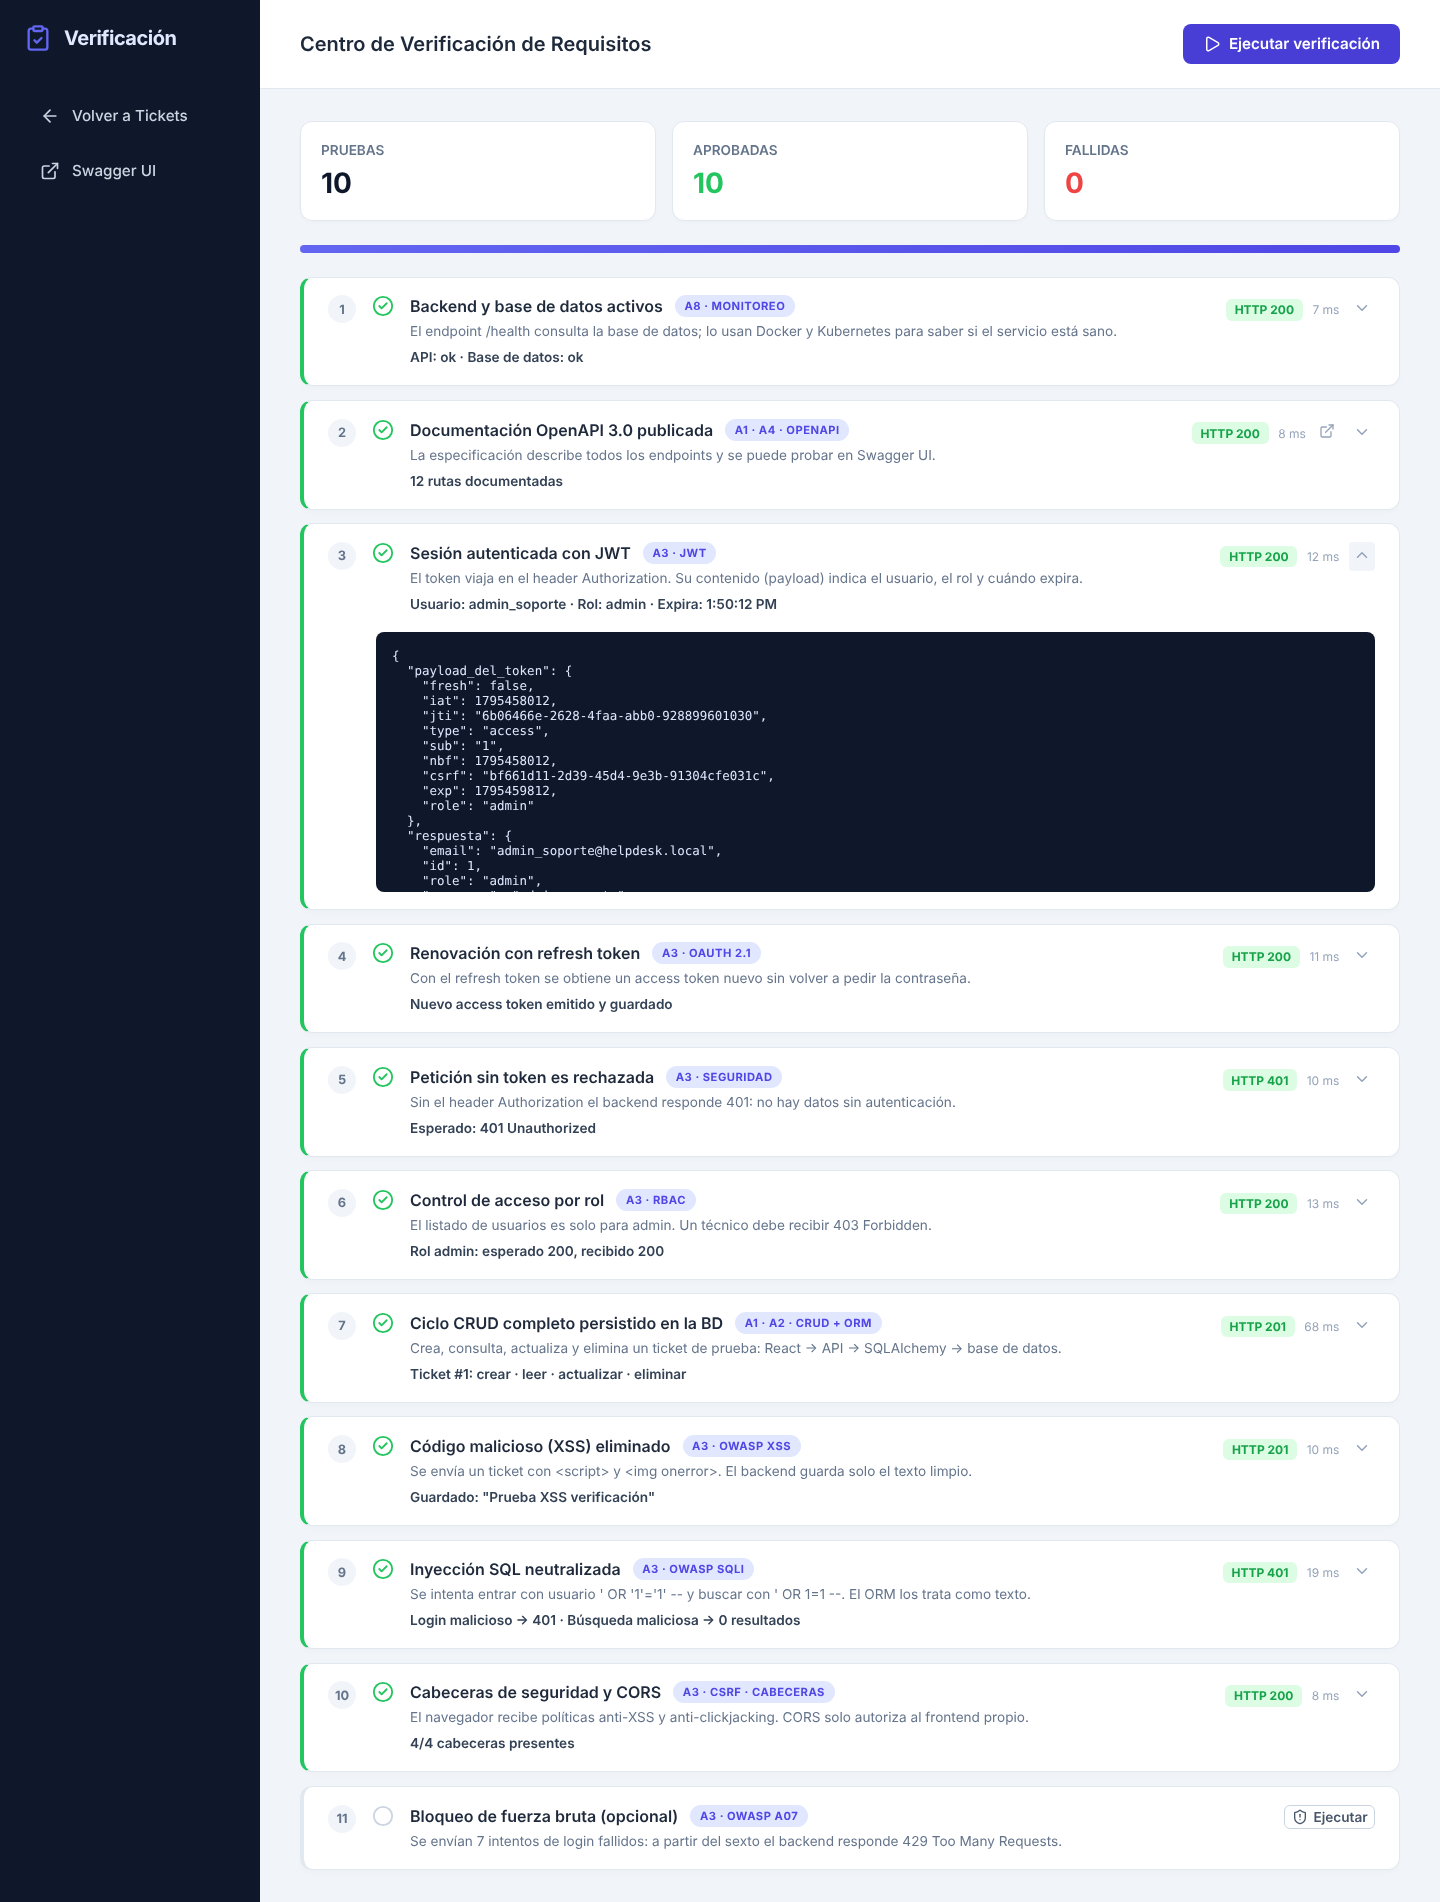 Verificación
Volver a Tickets
Swagger UI
Centro de Verificación de Requisitos
Ejecutar verificación
PRUEBAS
10
APROBADAS
10
FALLIDAS
0
1
Backend y base de datos activos
A8 · MONITOREO
HTTP 200
7 ms
El endpoint /health consulta la base de datos; lo usan Docker y Kubernetes para saber si el servicio está sano.
API: ok · Base de datos: ok
2
Documentación OpenAPI 3.0 publicada
A1 · A4 · OPENAPI
HTTP 200
8 ms
La especificación describe todos los endpoints y se puede probar en Swagger UI.
12 rutas documentadas
3
Sesión autenticada con JWT
A3 · JWT
HTTP 200
12 ms
El token viaja en el header Authorization. Su contenido (payload) indica el usuario, el rol y cuándo expira.
Usuario: admin_soporte · Rol: admin · Expira: 1:50:12 PM
{
"payload_del_token": {
"fresh": false,
"iat": 1795458012,
"jti": "6b06466e-2628-4faa-abb0-928899601030",
"type": "access",
"sub": "1",
"nbf": 1795458012,
"csrf": "bf661d11-2d39-45d4-9e3b-91304cfe031c",
"exp": 1795459812,
"role": "admin"
},
"respuesta": {
"email": "admin_soporte@helpdesk.local",
"id": 1,
"role": "admin",
4
Renovación con refresh token
A3 · OAUTH 2.1
HTTP 200
11 ms
Con el refresh token se obtiene un access token nuevo sin volver a pedir la contraseña.
Nuevo access token emitido y guardado
5
Petición sin token es rechazada
A3 · SEGURIDAD
HTTP 401
10 ms
Sin el header Authorization el backend responde 401: no hay datos sin autenticación.
Esperado: 401 Unauthorized
6
Control de acceso por rol
A3 · RBAC
HTTP 200
13 ms
El listado de usuarios es solo para admin. Un técnico debe recibir 403 Forbidden.
Rol admin: esperado 200, recibido 200
7
Ciclo CRUD completo persistido en la BD
A1 · A2 · CRUD + ORM
HTTP 201
68 ms
Crea, consulta, actualiza y elimina un ticket de prueba: React → API → SQLAlchemy → base de datos.
Ticket #1: crear · leer · actualizar · eliminar
8
Código malicioso (XSS) eliminado
A3 · OWASP XSS
HTTP 201
10 ms
Se envía un ticket con <script> y <img onerror>. El backend guarda solo el texto limpio.
Guardado: "Prueba XSS verificación"
9
Inyección SQL neutralizada
A3 · OWASP SQLI
HTTP 401
19 ms
Se intenta entrar con usuario ' OR '1'='1' -- y buscar con ' OR 1=1 --. El ORM los trata como texto.
Login malicioso → 401 · Búsqueda maliciosa → 0 resultados
10
Cabeceras de seguridad y CORS
A3 · CSRF · CABECERAS
HTTP 200
8 ms
El navegador recibe políticas anti-XSS y anti-clickjacking. CORS solo autoriza al frontend propio.
4/4 cabeceras presentes
11
Bloqueo de fuerza bruta (opcional)
A3 · OWASP A07
Ejecutar
Se envían 7 intentos de login fallidos: a partir del sexto el backend responde 429 Too Many Requests.